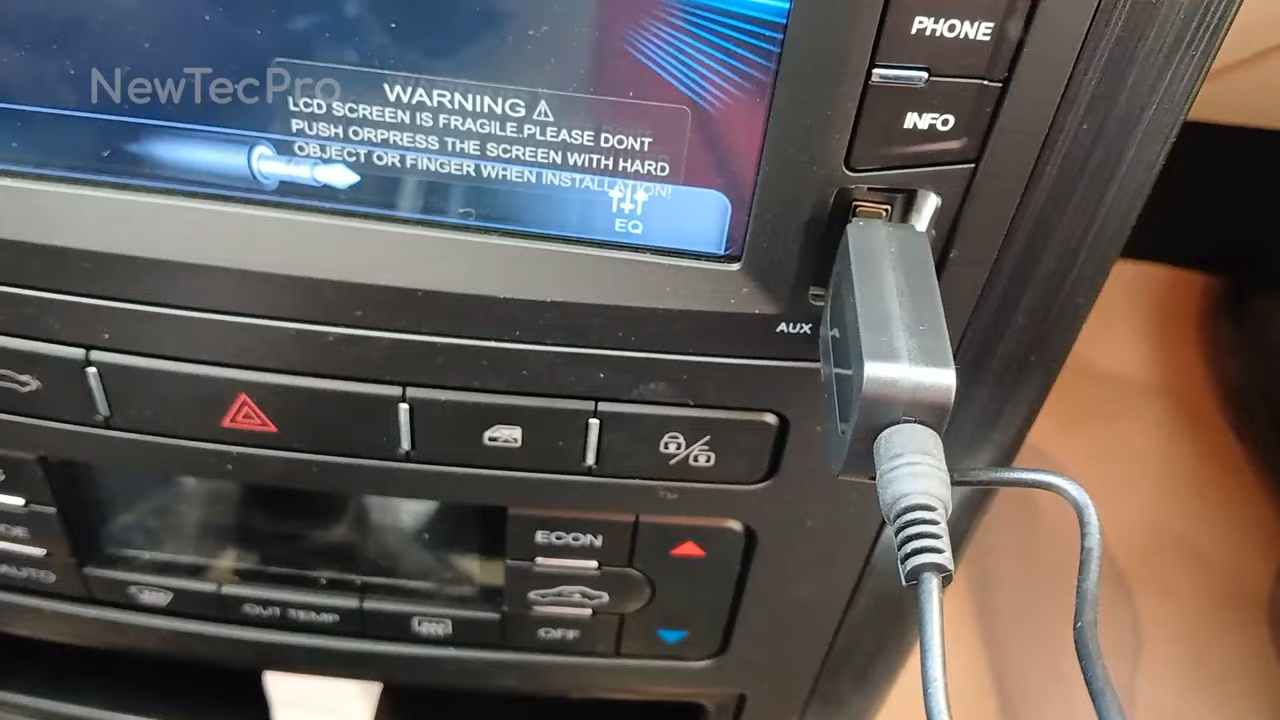 PHONE
NewTecPro
WARNING
LCD SCREEN IS FRAGILE.PLEASE DONT
PUSH ORPRESS THE SCREEN WITH HARD
OBJECT OR FINGER WHEN INSTALLATION!
INFO
EQ
AUX
ECON
AUTO
OUT TEMP
OFF